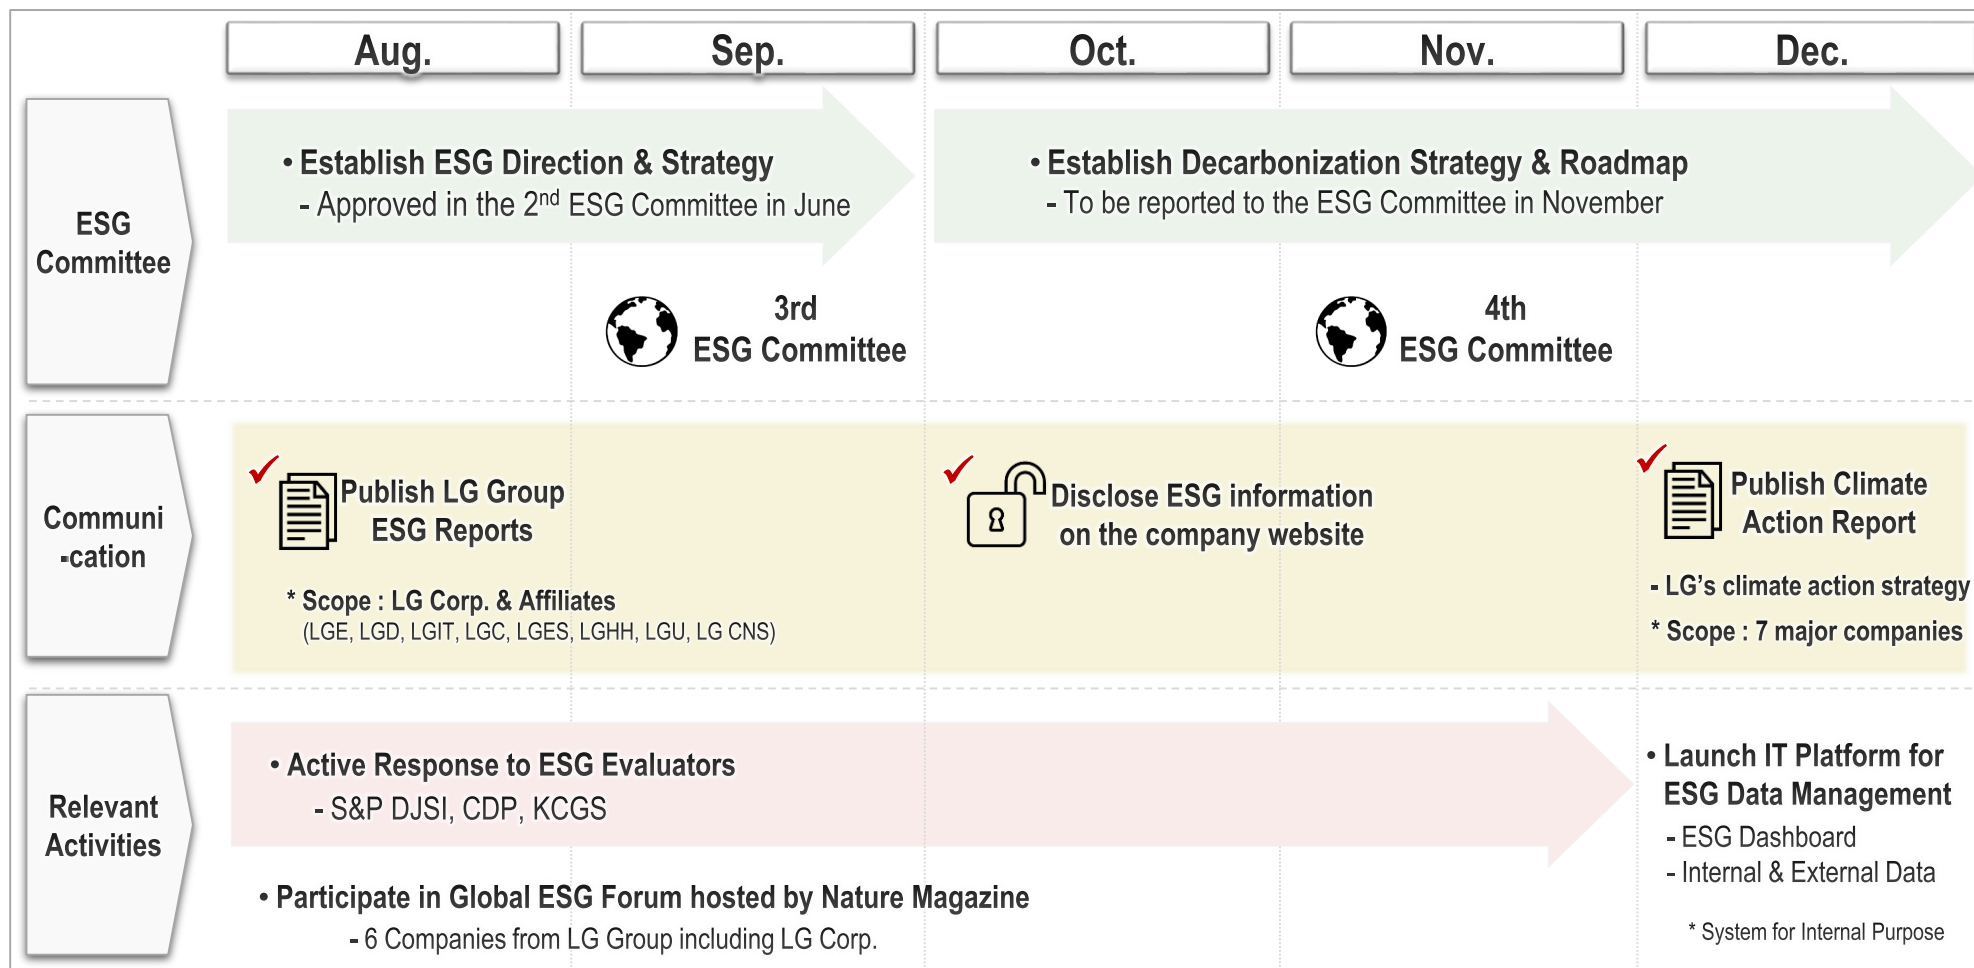 Aug.
Sep.
Oct.
Nov.
Dec.
ESG
Committee
• Establish ESG Direction & Strategy
- Approved in the 2nd ESG Committee in June
• Establish Decarbonization Strategy & Roadmap
- To be reported to the ESG Committee in November
3rd
ESG Committee
4th
ESG Committee
Communi
-cation
Publish LG Group
ESG Reports
* Scope : LG Corp. & Affiliates
(LGE, LGD, LGIT, LGC, LGES, LGHH, LGU, LG CNS)
Disclose ESG information
on the company website
Publish Climate
Action Report
- LG's climate action strategy
* Scope : 7 major companies
Relevant
Activities
• Active Response to ESG Evaluators
- S&P DJSI, CDP, KCGS
• Participate in Global ESG Forum hosted by Nature Magazine
- 6 Companies from LG Group including LG Corp.
• Launch IT Platform for
ESG Data Management
- ESG Dashboard
- Internal & External Data
* System for Internal Purpose